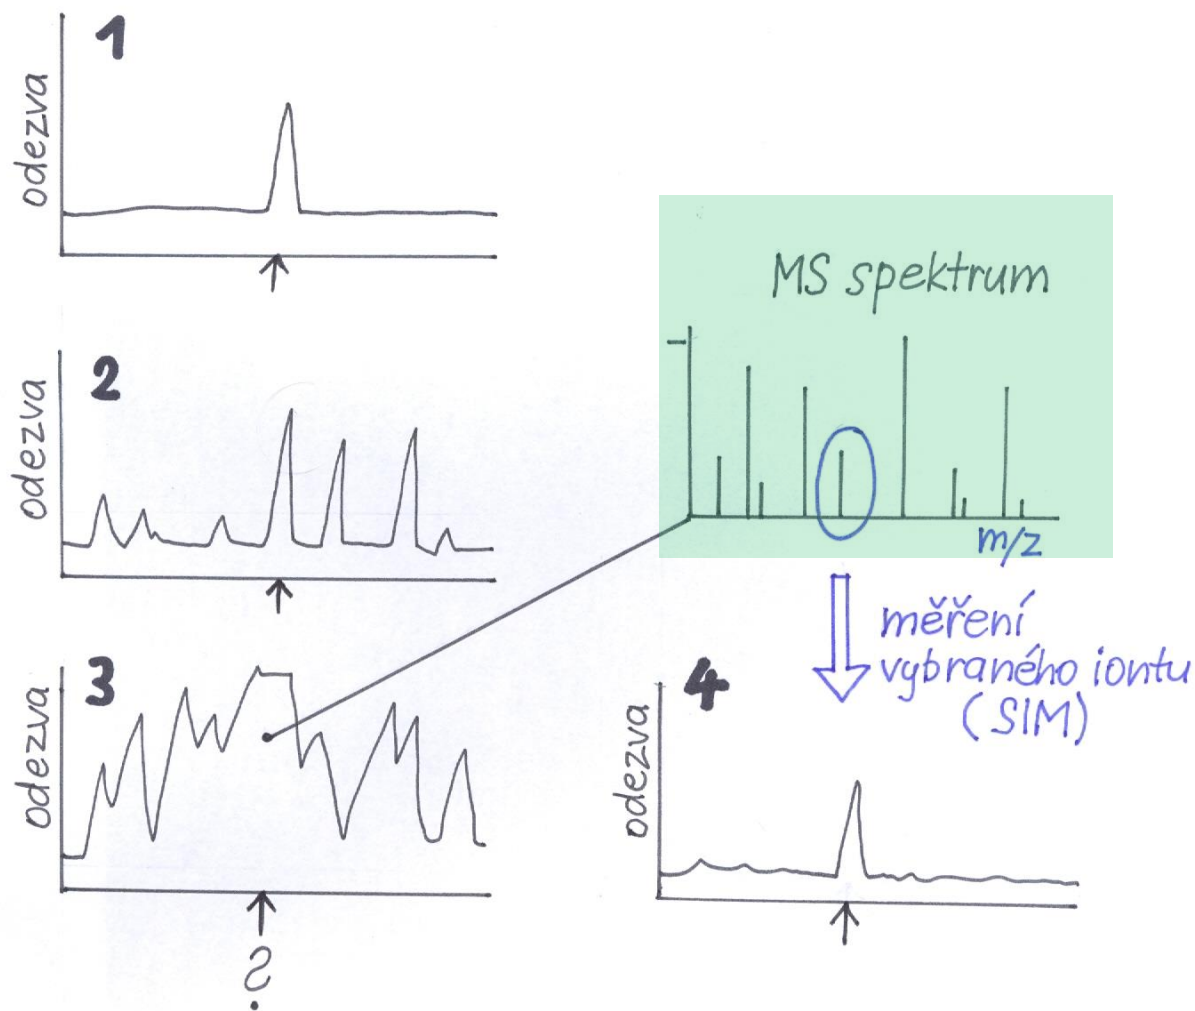 1
odezva
2
odezva
3
odezva
?
MS spektrum
m/z
měření
vybraného iontu
(SIM)
4
odezva